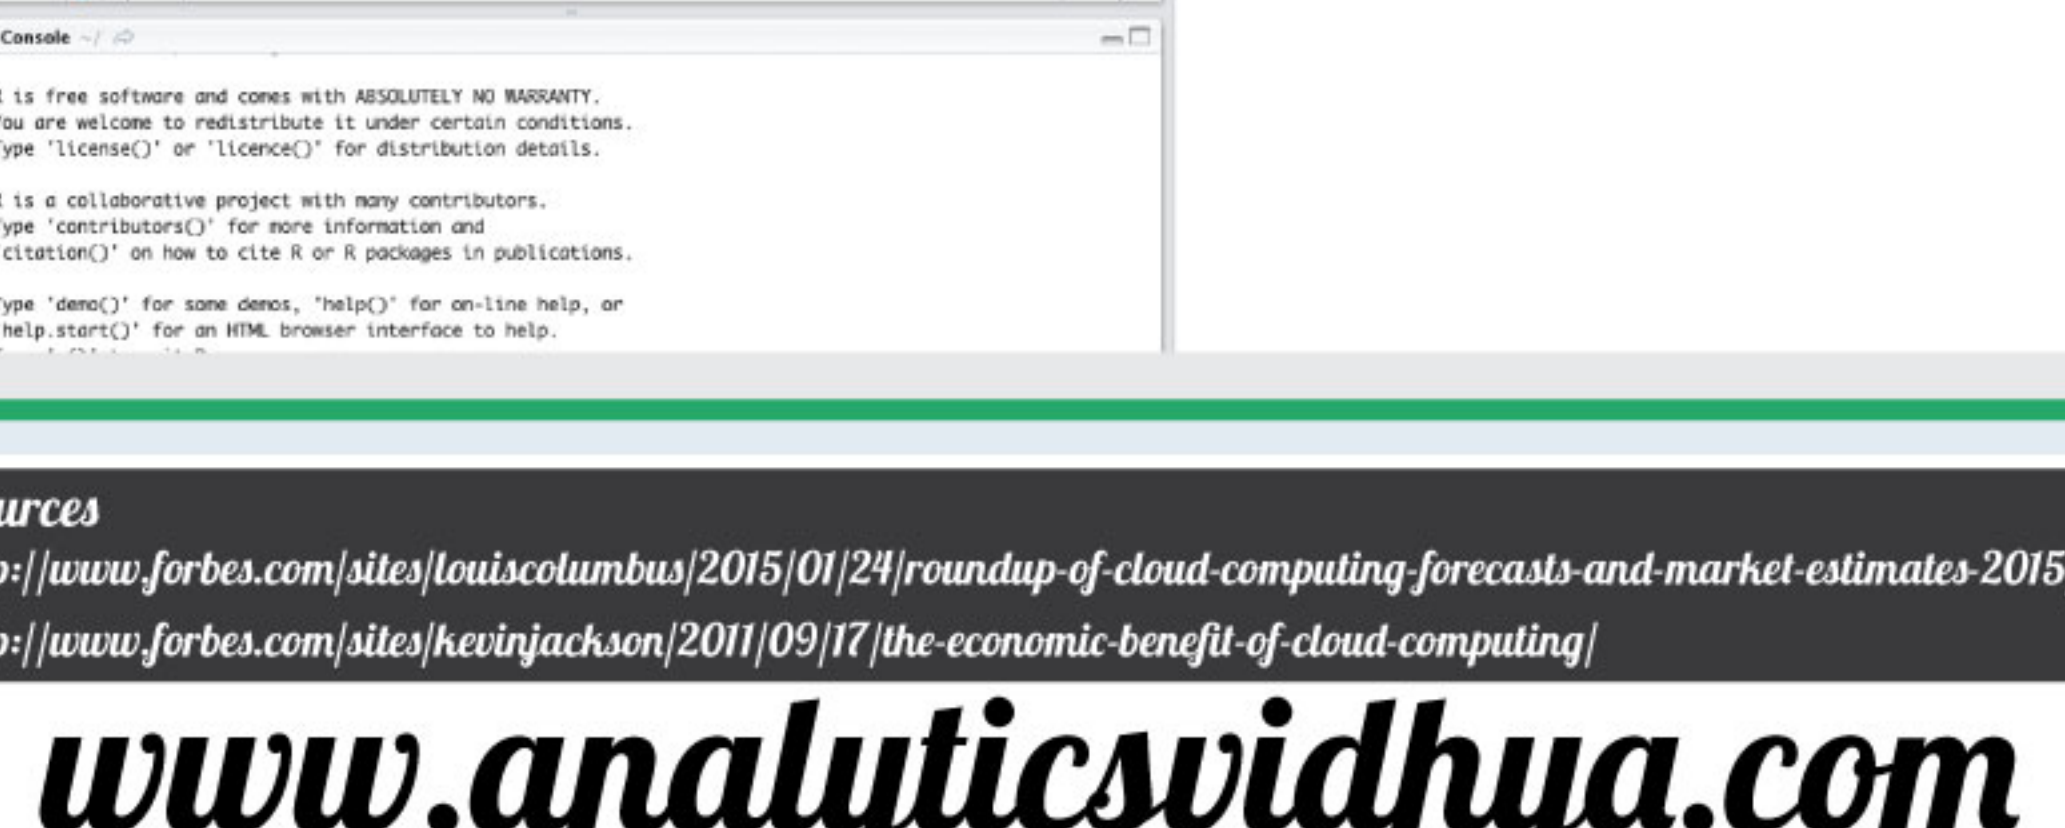 Console ~/
is free software and comes with ABSOLUTELY NO WARRANTY.
ou are welcome to redistribute it under certain conditions.
ype 'license()' or 'licence()' for distribution details.
is a collaborative project with many contributors.
ype 'contributors()' for more information and
citation()' on how to cite R or R packages in publications.
ype 'demo()' for some demos, 'help()' for on-line help, or
help.start()' for an HTML browser interface to help.
urces
p://www.forbes.com/sites/louiscolumbus/2015/01/24/roundup-of-cloud-computing-forecasts-and-market-estimates-2015
p://www.forbes.com/sites/kevinjackson/2011/09/17/the-economic-benefit-of-cloud-computing/
www.analyticsvidhya.com